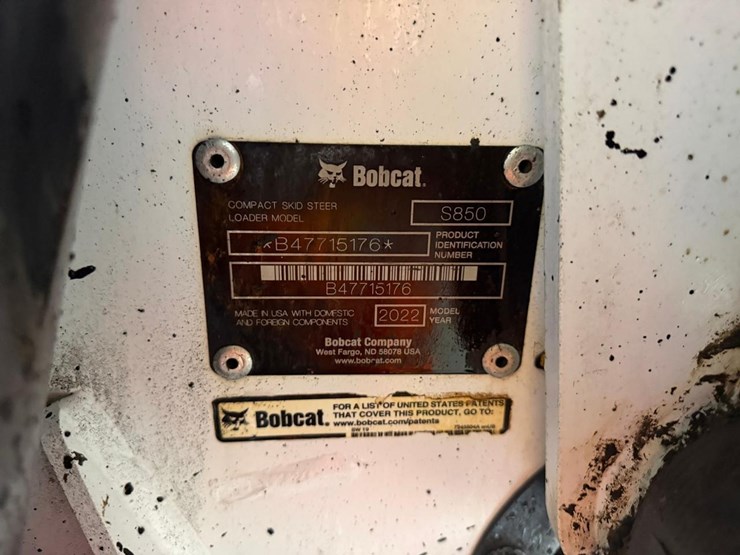 Bobcat.
COMPACT SKID STEER
LOADER MODEL
S850
*B47715176*
PRODUCT
IDENTIFICATION
NUMBER
B47715176
MADE IN USA WITH DOMESTIC
AND FOREIGN COMPONENTS
2022
MODEL
YEAR
Bobcat Company
West Fargo, ND 58078 USA
www.bobcat.com
Bobcat.
FOR A LIST OF UNITED STATES PATENTS
THAT COVER THIS PRODUCT, GO TO:
www.bobcat.com/patents